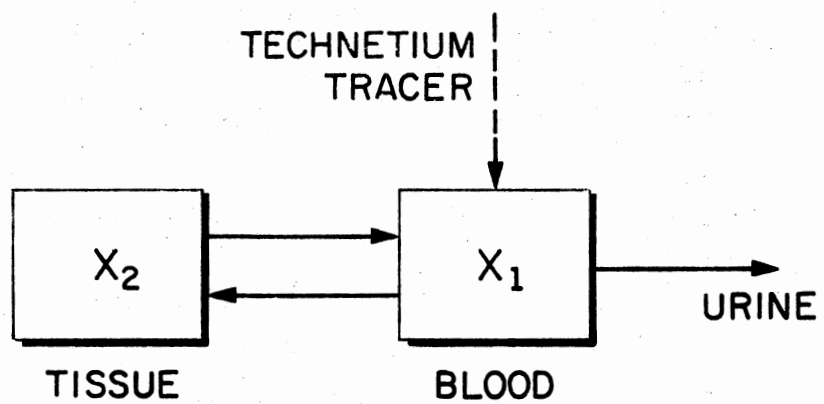 TECHNETIUM
TRACER
X2
X1
URINE
TISSUE
BLOOD